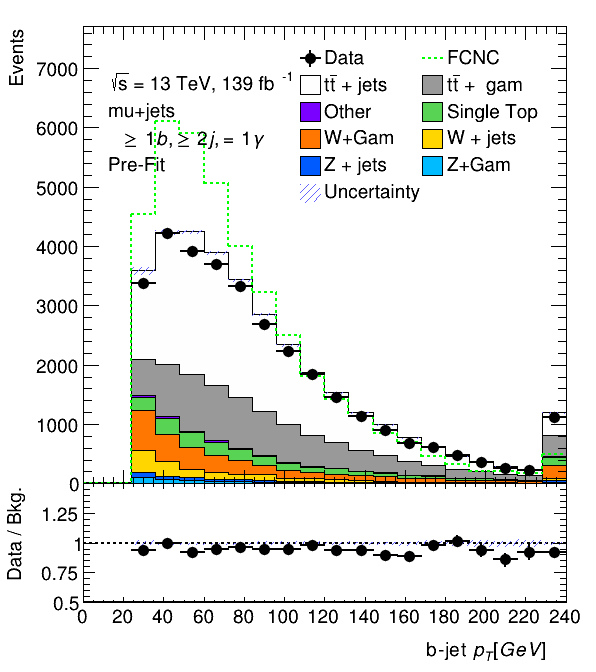 Events
7000
6000
5000
4000
3000
2000
1000
0
√s = 13 TeV, 139 fb⁻¹
mu+jets
≥ 1b, ≥ 2j, = 1γ
Pre-Fit
Data
FCNC
tt̄ + jets
tt̄ + gam
Other
Single Top
W+Gam
W + jets
Z + jets
Z+Gam
Uncertainty
Data / Bkg.
1.25
1
0.75
0.5
0 20 40 60 80 100 120 140 160 180 200 220 240
b-jet p_T[GeV]